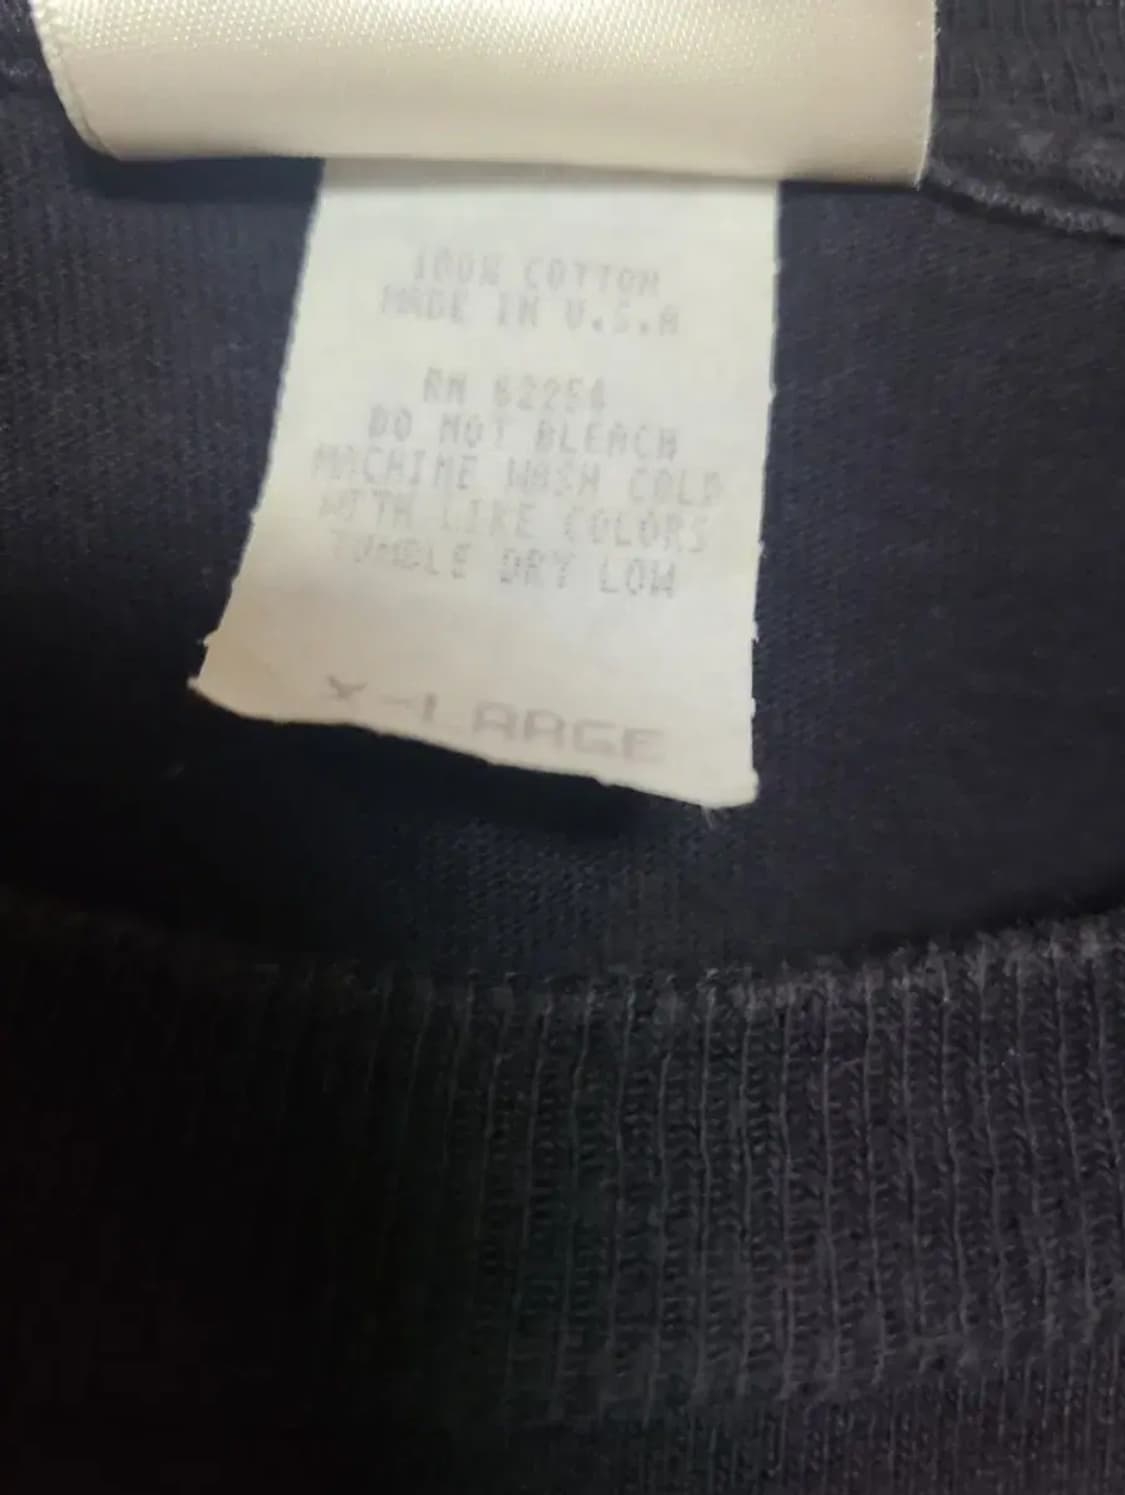 100% COTTON
MADE IN U.S.A
RN 62254
DO NOT BLEACH
MACHINE WASH COLD
WITH LIKE COLORS
TUMBLE DRY LOW
X-LARGE